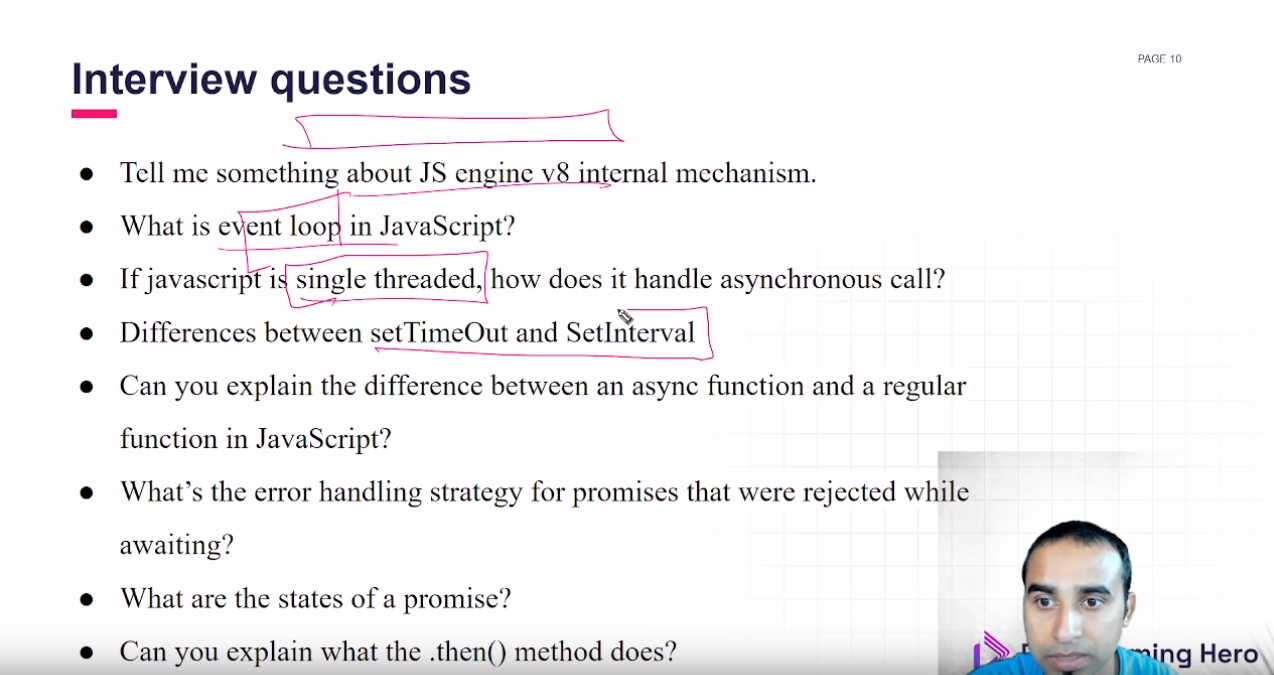 PAGE 10
Interview questions
● Tell me something about JS engine v8 internal mechanism.
● What is event loop in JavaScript?
● If javascript is single threaded, how does it handle asynchronous call?
● Differences between setTimeOut and SetInterval
● Can you explain the difference between an async function and a regular
function in JavaScript?
● What’s the error handling strategy for promises that were rejected while
awaiting?
● What are the states of a promise?
● Can you explain what the .then() method does?
ming Hero